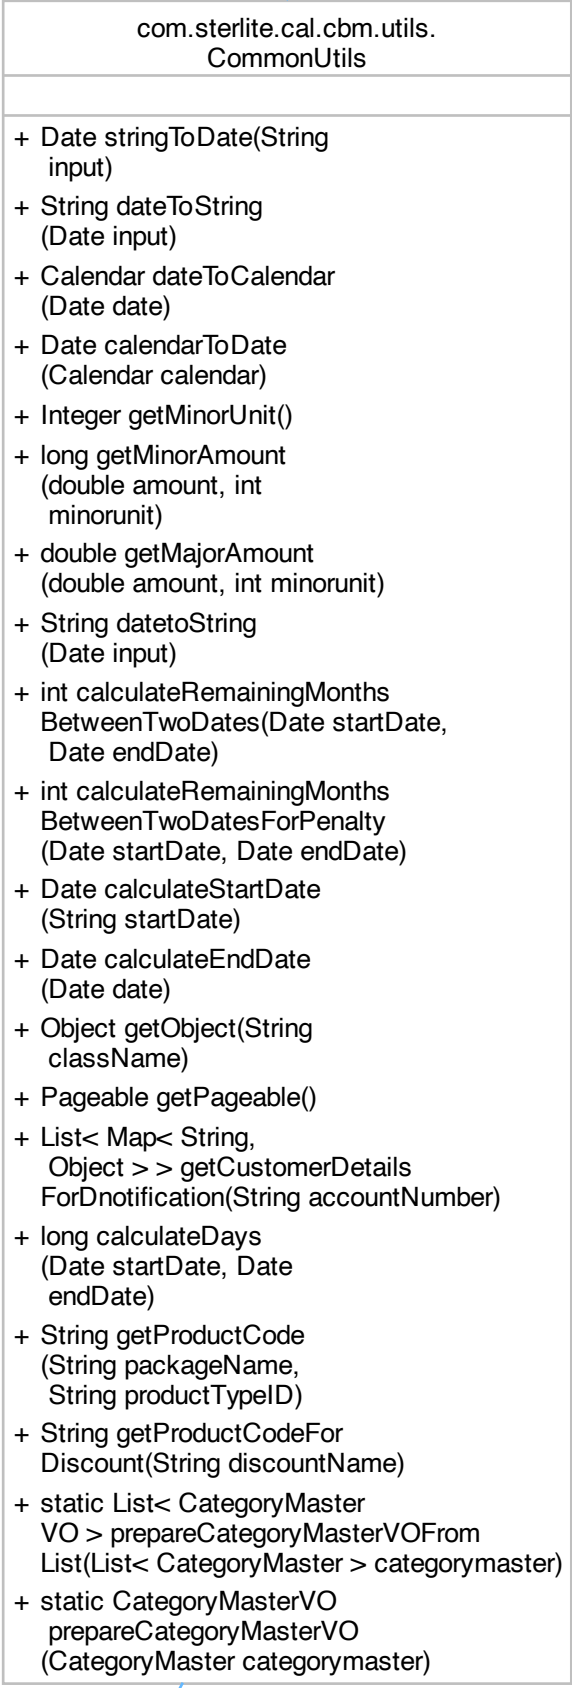 com.sterlite.cal.cbm.utils.
CommonUtils
+ Date stringToDate(String
input)
+ String dateToString
(Date input)
+ Calendar dateToCalendar
(Date date)
+ Date calendarToDate
(Calendar calendar)
+ Integer getMinorUnit()
+ long getMinorAmount
(double amount, int
minorunit)
+ double getMajorAmount
(double amount, int minorunit)
+ String datetoString
(Date input)
+ int calculateRemainingMonths
BetweenTwoDates(Date startDate,
Date endDate)
+ int calculateRemainingMonths
BetweenTwoDatesForPenalty
(Date startDate, Date endDate)
+ Date calculateStartDate
(String startDate)
+ Date calculateEndDate
(Date date)
+ Object getObject(String
className)
+ Pageable getPageable()
+ List< Map< String,
Object > > getCustomerDetails
ForDnotification(String accountNumber)
+ long calculateDays
(Date startDate, Date
endDate)
+ String getProductCode
(String packageName,
String productTypeID)
+ String getProductCodeFor
Discount(String discountName)
+ static List< CategoryMaster
VO > prepareCategoryMasterVOFrom
List(List< CategoryMaster > categorymaster)
+ static CategoryMasterVO
prepareCategoryMasterVO
(CategoryMaster categorymaster)